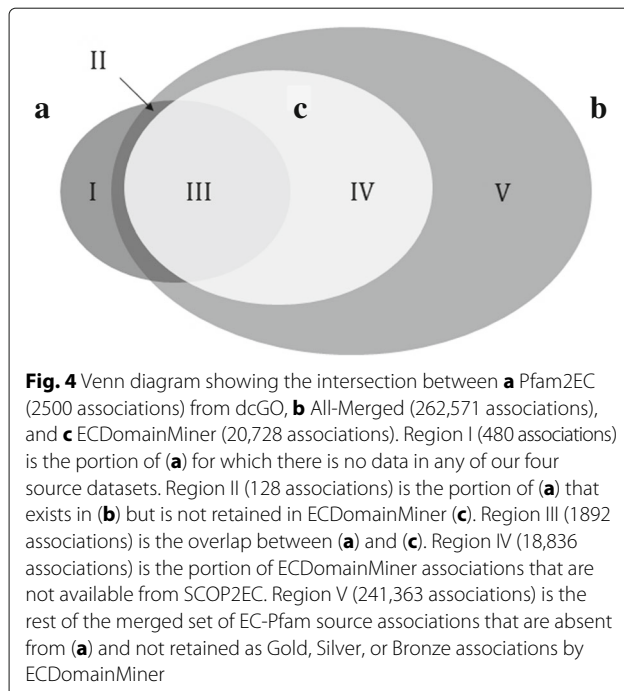 II
a
c
b
I
III
IV
V
Fig. 4 Venn diagram showing the intersection between a Pfam2EC
(2500 associations) from dcGO, b All-Merged (262,571 associations),
and c ECDomainMiner (20,728 associations). Region I (480 associations)
is the portion of (a) for which there is no data in any of our four
source datasets. Region II (128 associations) is the portion of (a) that
exists in (b) but is not retained in ECDomainMiner (c). Region III (1892
associations) is the overlap between (a) and (c). Region IV (18,836
associations) is the portion of ECDomainMiner associations that are
not available from SCOP2EC. Region V (241,363 associations) is the
rest of the merged set of EC-Pfam source associations that are absent
from (a) and not retained as Gold, Silver, or Bronze associations by
ECDomainMiner